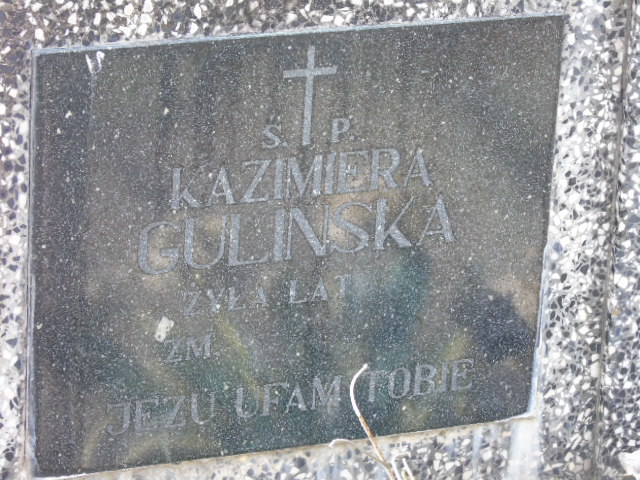 Ś. P.
KAZIMIERA
GULIŃSKA
ŻYŁA LAT
ZM.
JEZU UFAM TOBIE